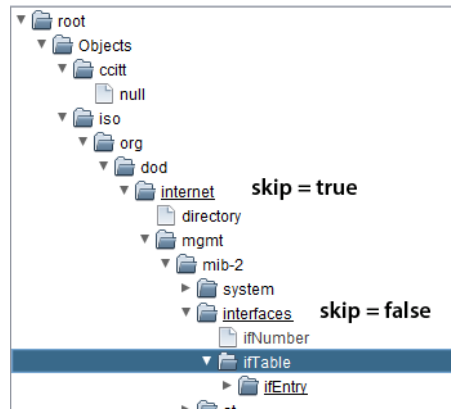 root
Objects
ccitt
null
iso
org
dod
internet skip = true
directory
mgmt
mib-2
system
interfaces skip = false
ifNumber
ifTable
ifEntry